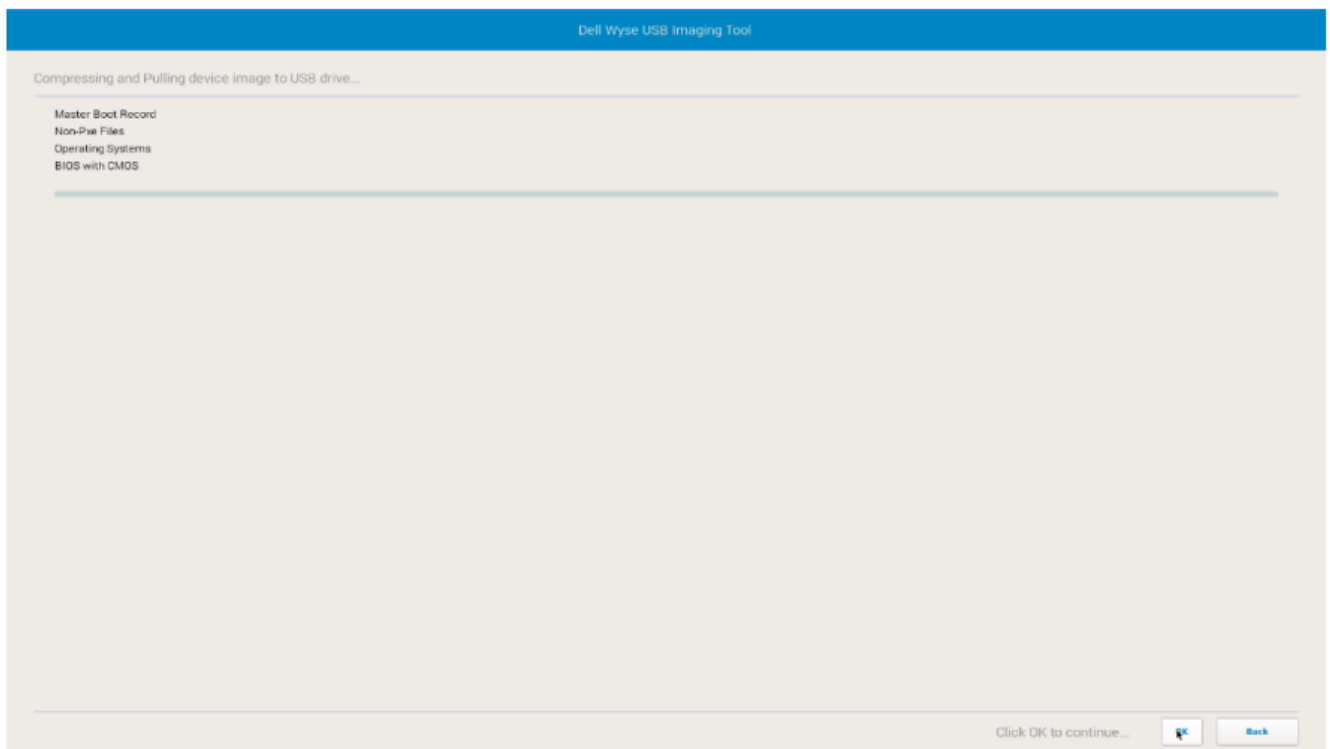 Dell Wyse USB Imaging Tool
Compressing and Pulling device image to USB drive...
Master Boot Record
Non-Pxe Files
Operating Systems
BIOS with CMOS
Click OK to continue...
OK
Back